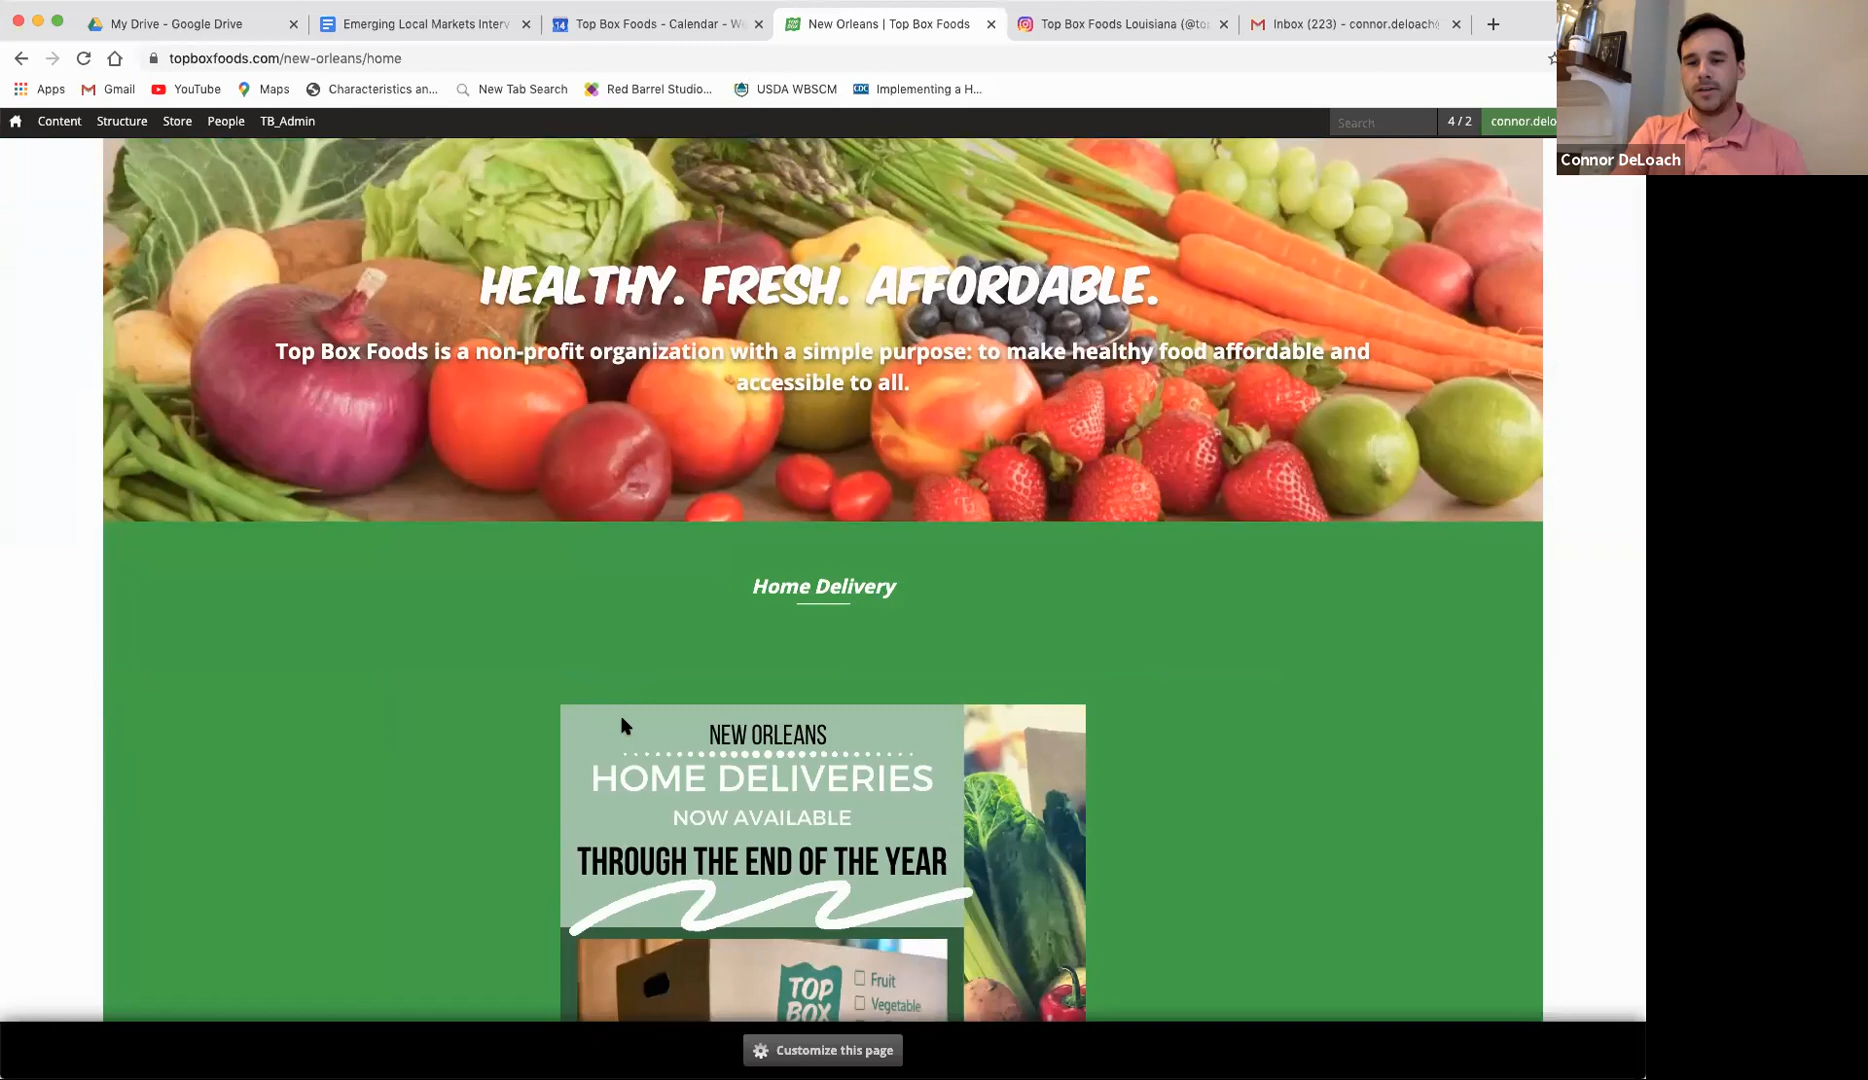 My Drive - Google Drive
Emerging Local Markets Interv
14
Top Box Foods - Calendar - We
New Orleans | Top Box Foods
Top Box Foods Louisiana (@to
Inbox (223) - connor.deloach@
topboxfoods.com/new-orleans/home
Apps
Gmail
YouTube
Maps
Characteristics an...
New Tab Search
Red Barrel Studio...
USDA WBSCM
CDC
Implementing a H...
Content
Structure
Store
People
TB_Admin
Search
4 / 2
connor.delo
Connor DeLoach
HEALTHY. FRESH. AFFORDABLE.
Top Box Foods is a non-profit organization with a simple purpose: to make healthy food affordable and
accessible to all.
Home Delivery
NEW ORLEANS
HOME DELIVERIES
NOW AVAILABLE
THROUGH THE END OF THE YEAR
TOP
BOX
Fruit
Vegetable
Customize this page